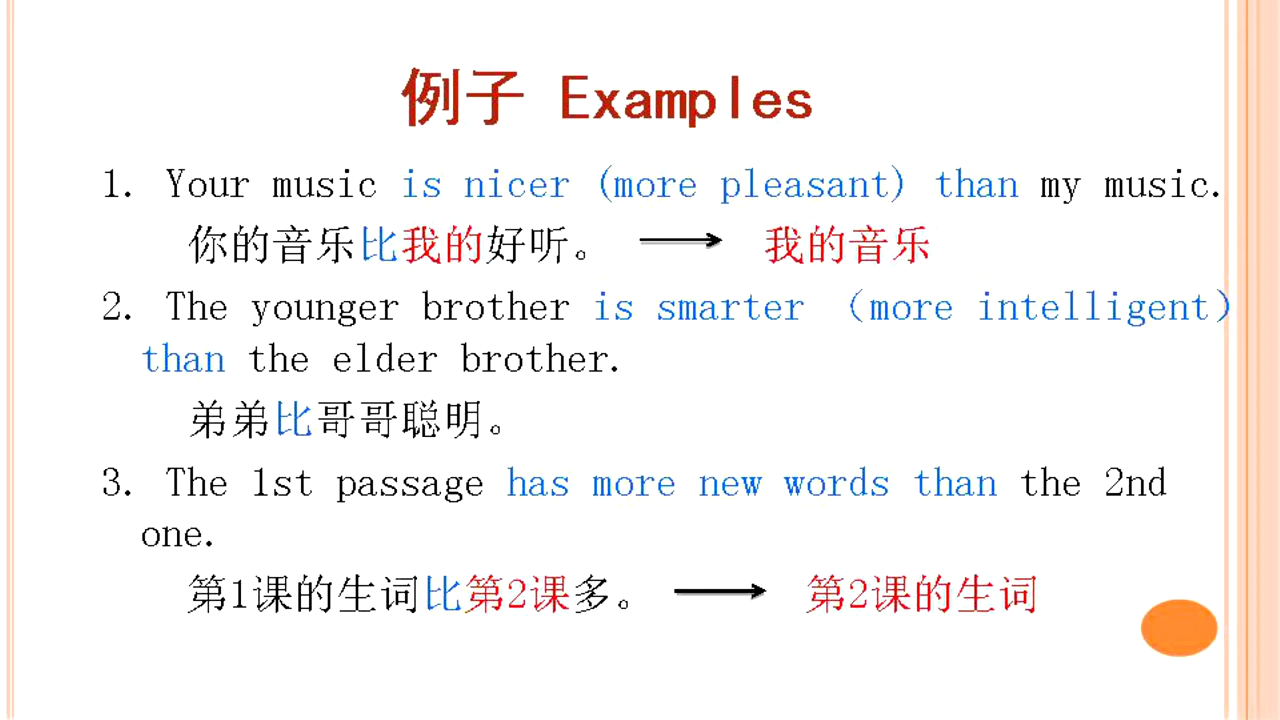 例子 Examples
1. Your music is nicer (more pleasant) than my music.
你的音乐比我的好听。 → 我的音乐
2. The younger brother is smarter （more intelligent）
than the elder brother.
弟弟比哥哥聪明。
3. The 1st passage has more new words than the 2nd
one.
第1课的生词比第2课多。 → 第2课的生词